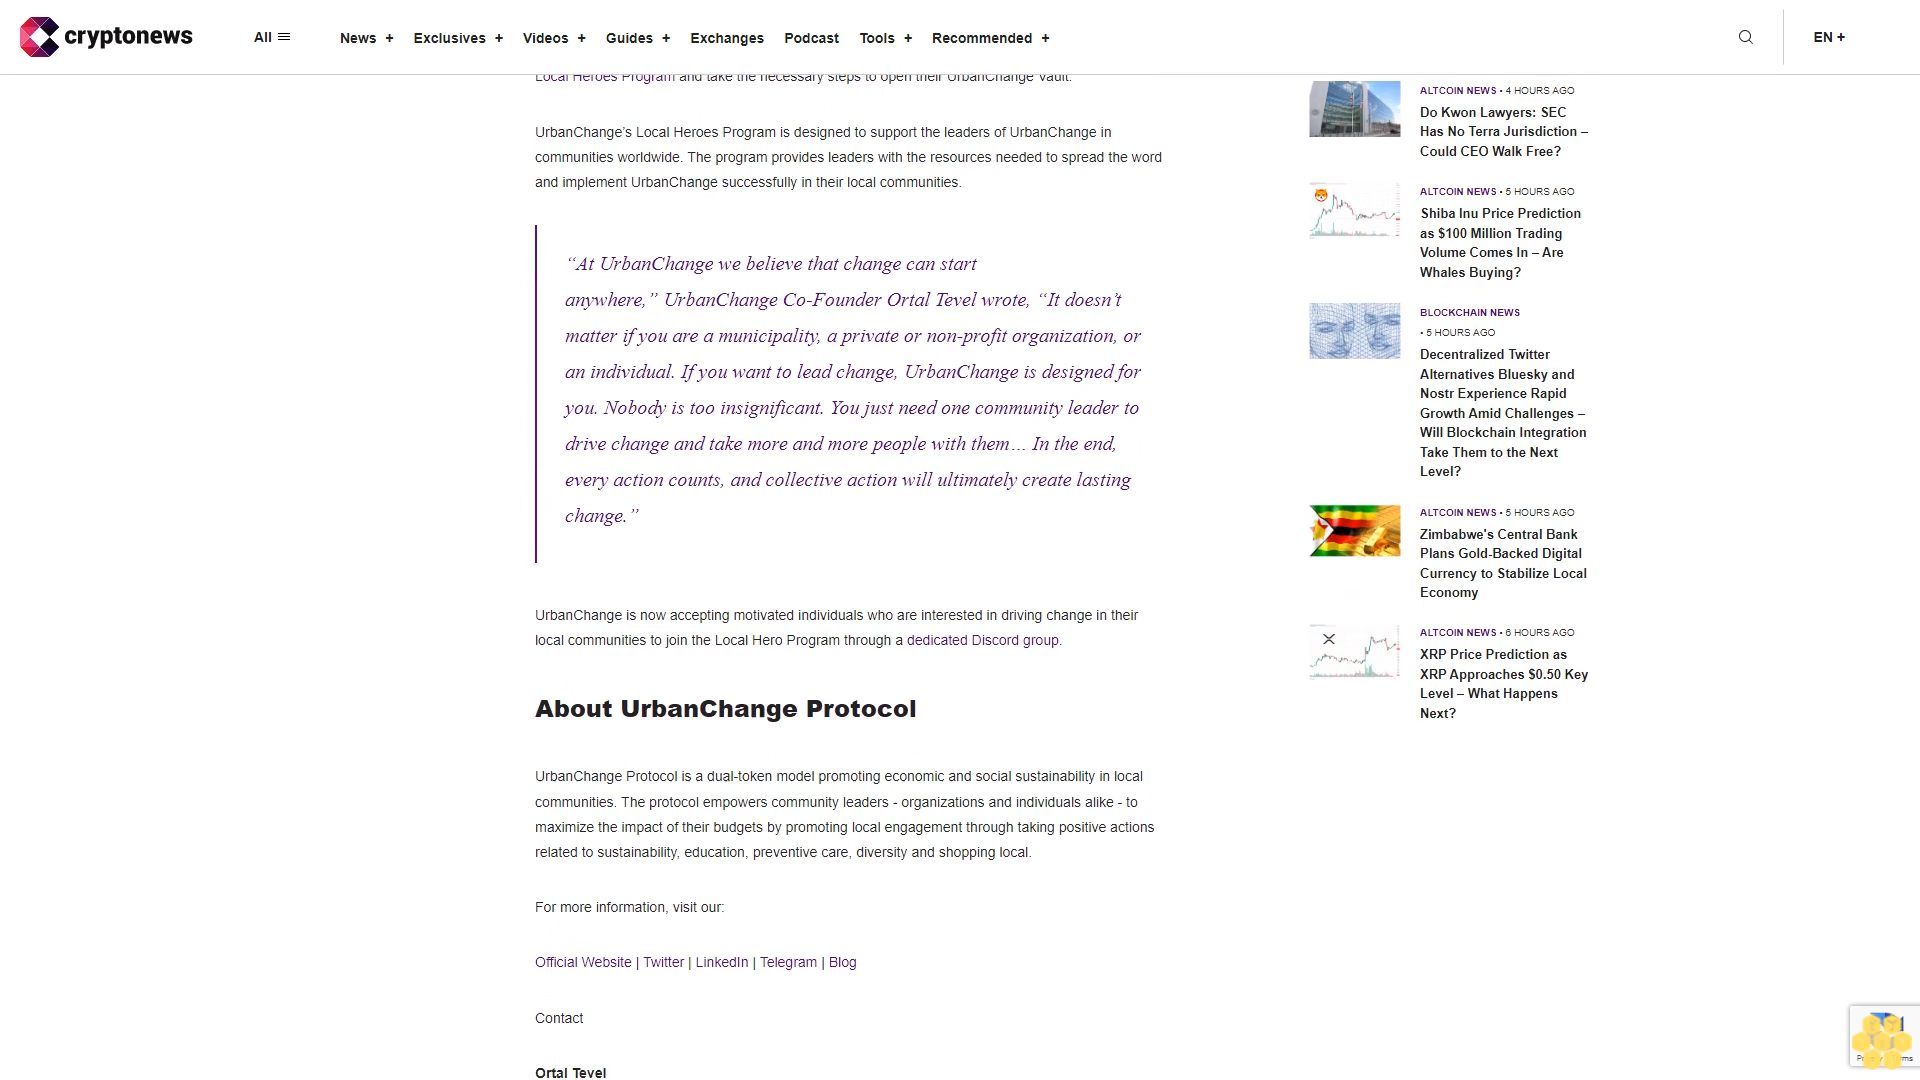 cryptonews
All
News +
Exclusives +
Videos +
Guides +
Exchanges
Podcast
Tools +
Recommended +
EN +
Local Heroes Program and take the necessary steps to open their UrbanChange Vault.
UrbanChange’s Local Heroes Program is designed to support the leaders of UrbanChange in
communities worldwide. The program provides leaders with the resources needed to spread the word
and implement UrbanChange successfully in their local communities.
“At UrbanChange we believe that change can start
anywhere,” UrbanChange Co-Founder Ortal Tevel wrote, “It doesn’t
matter if you are a municipality, a private or non-profit organization, or
an individual. If you want to lead change, UrbanChange is designed for
you. Nobody is too insignificant. You just need one community leader to
drive change and take more and more people with them… In the end,
every action counts, and collective action will ultimately create lasting
change.”
UrbanChange is now accepting motivated individuals who are interested in driving change in their
local communities to join the Local Hero Program through a dedicated Discord group.
About UrbanChange Protocol
UrbanChange Protocol is a dual-token model promoting economic and social sustainability in local
communities. The protocol empowers community leaders - organizations and individuals alike - to
maximize the impact of their budgets by promoting local engagement through taking positive actions
related to sustainability, education, preventive care, diversity and shopping local.
For more information, visit our:
Official Website | Twitter | LinkedIn | Telegram | Blog
Contact
Ortal Tevel
ALTCOIN NEWS • 4 HOURS AGO
Do Kwon Lawyers: SEC
Has No Terra Jurisdiction –
Could CEO Walk Free?
ALTCOIN NEWS • 5 HOURS AGO
Shiba Inu Price Prediction
as $100 Million Trading
Volume Comes In – Are
Whales Buying?
BLOCKCHAIN NEWS
• 5 HOURS AGO
Decentralized Twitter
Alternatives Bluesky and
Nostr Experience Rapid
Growth Amid Challenges –
Will Blockchain Integration
Take Them to the Next
Level?
ALTCOIN NEWS • 5 HOURS AGO
Zimbabwe's Central Bank
Plans Gold-Backed Digital
Currency to Stabilize Local
Economy
ALTCOIN NEWS • 6 HOURS AGO
XRP Price Prediction as
XRP Approaches $0.50 Key
Level – What Happens
Next?